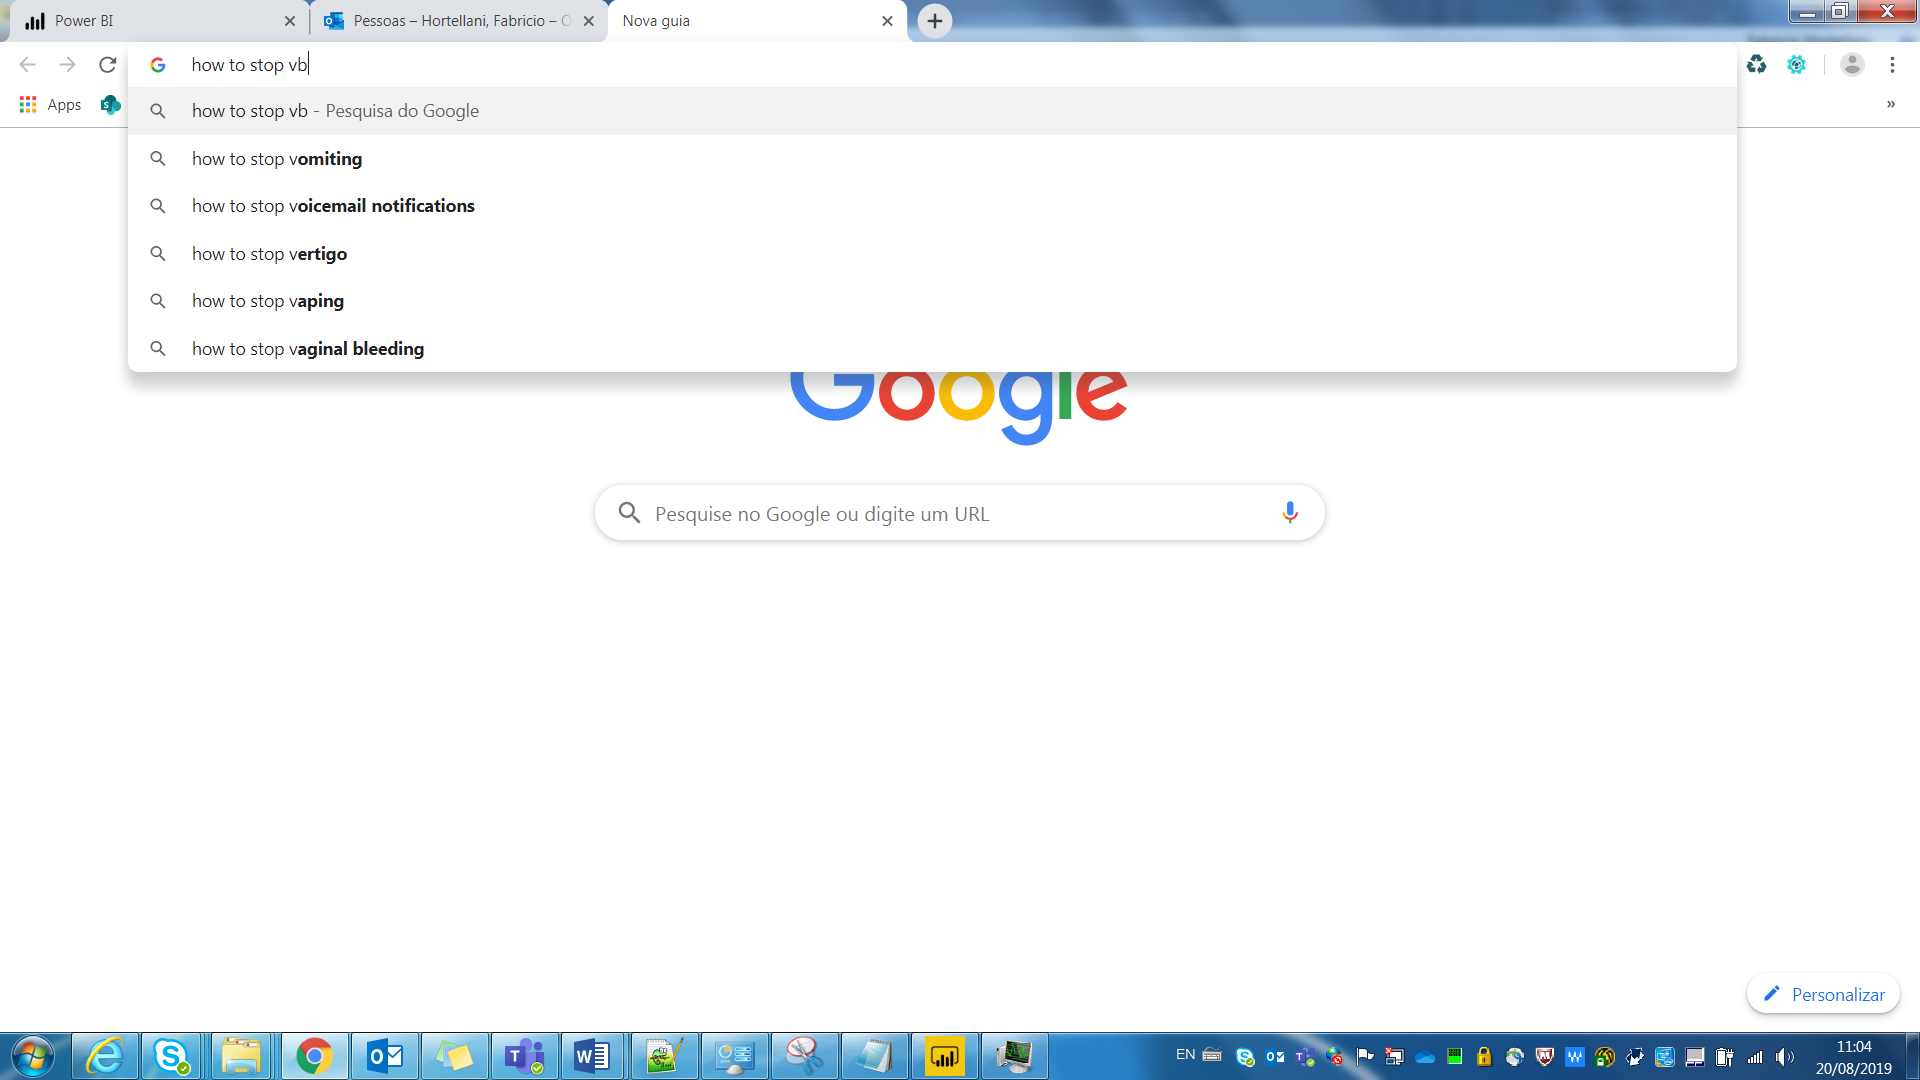 Power BI
Pessoas – Hortellani, Fabricio – O
Nova guia
how to stop vb
Apps
how to stop vb - Pesquisa do Google
how to stop vomiting
how to stop voicemail notifications
how to stop vertigo
how to stop vaping
how to stop vaginal bleeding
Google
Pesquise no Google ou digite um URL
Personalizar
EN
11:04
20/08/2019